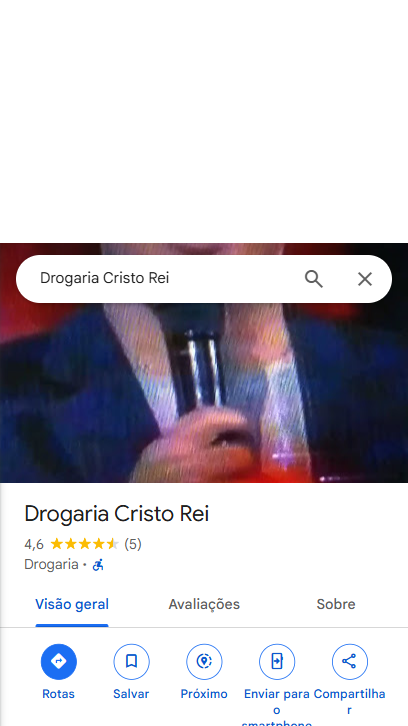 Drogaria Cristo Rei
Drogaria Cristo Rei
4,6 (5)
Drogaria ·
Visão geral Avaliações Sobre
Rotas Salvar Próximo Enviar para o smartphone Compartilhar